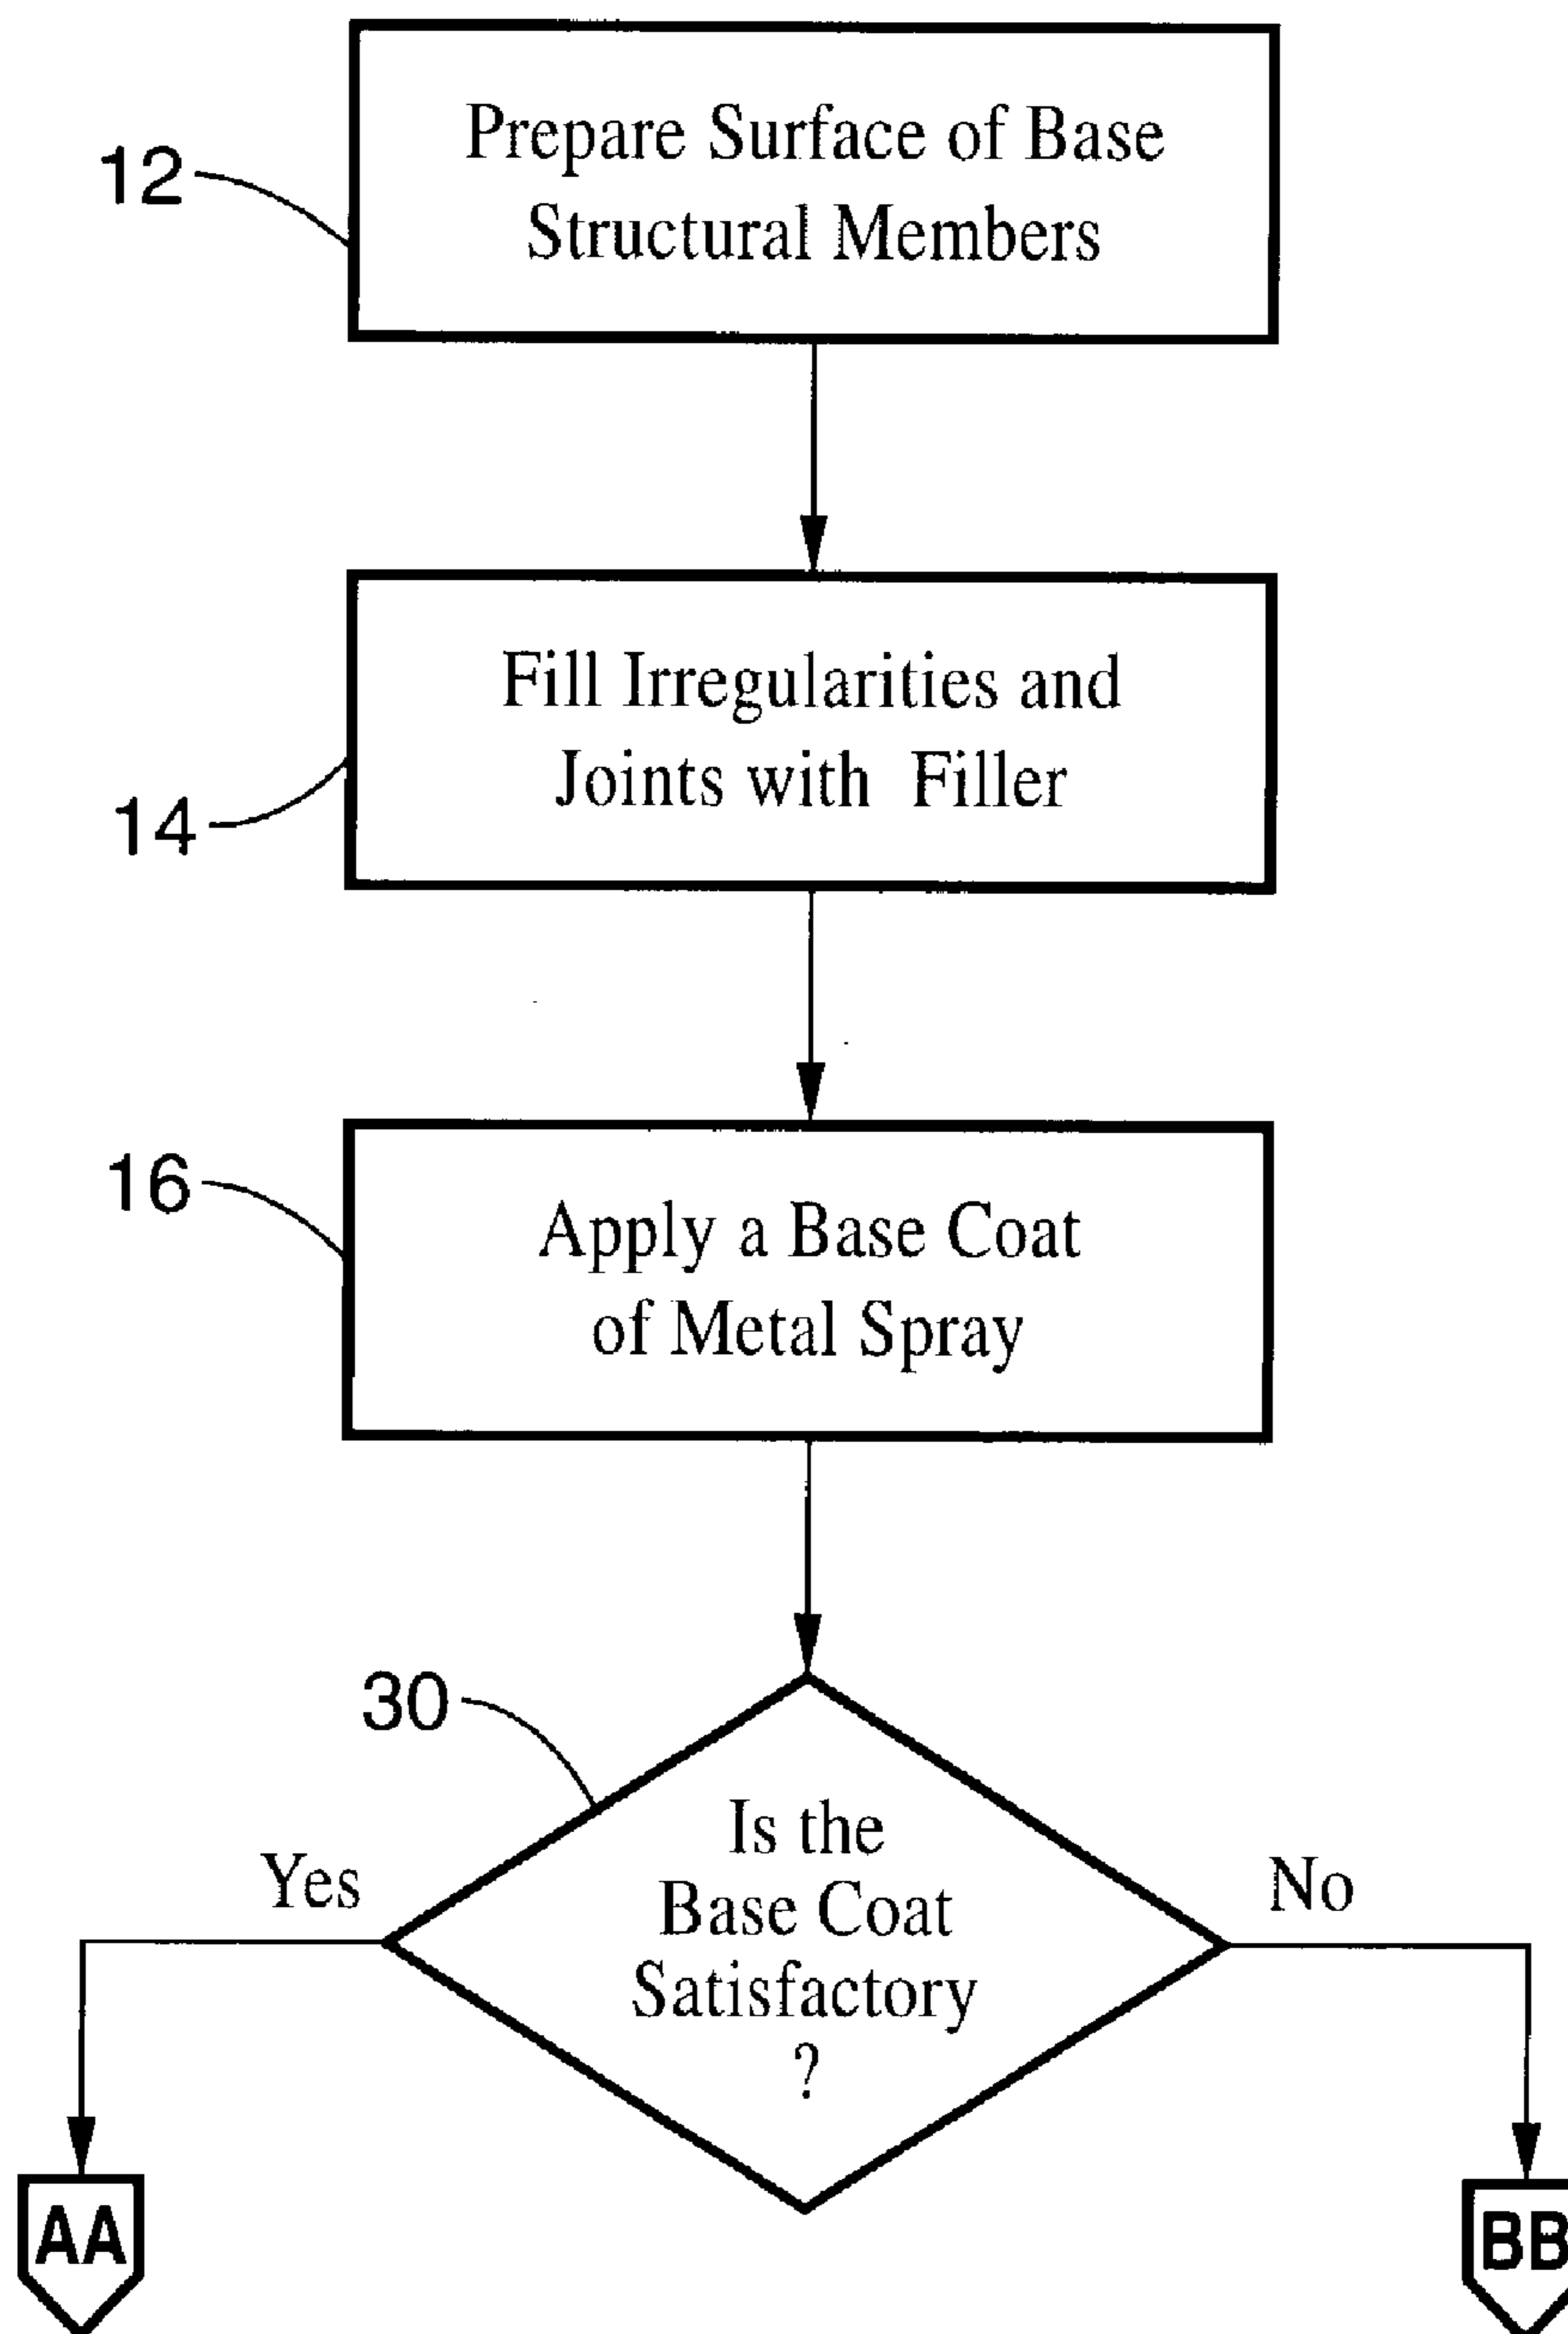 12
Prepare Surface of Base
Structural Members
14
Fill Irregularities and
Joints with Filler
16
Apply a Base Coat
of Metal Spray
30
Is the
Base Coat
Satisfactory
?
Yes
No
AA
BB